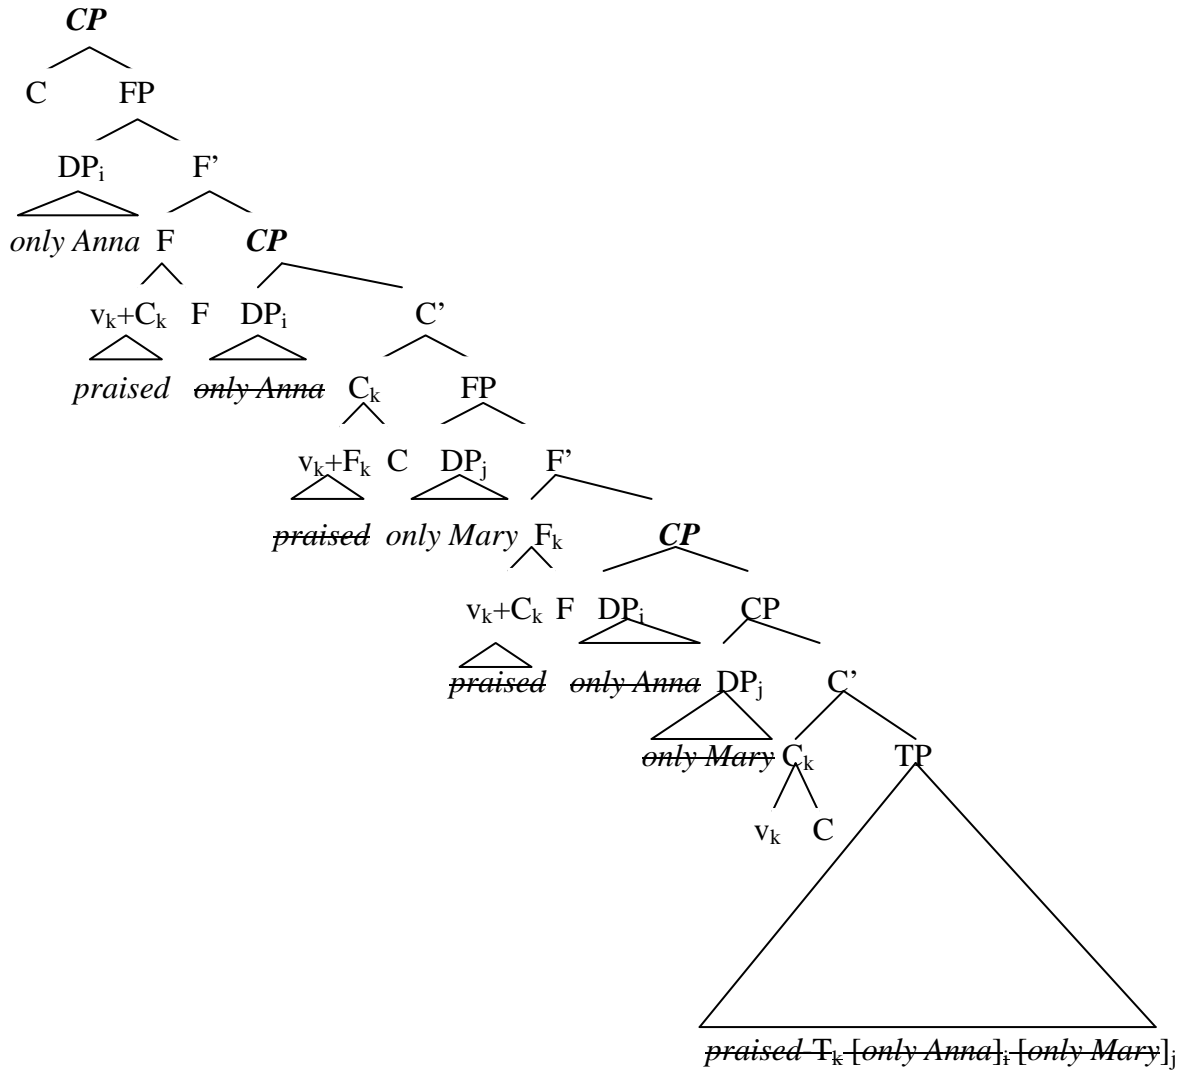 CP
C FP
DPi F’
only Anna F CP
vk+Ck F DPi C’
praised only Anna Ck FP
vk+Fk C DPj F’
praised only Mary Fk CP
vk+Ck F DPi CP
praised only Anna DPj C’
only Mary Ck TP
vk C
praised Tk [only Anna]i [only Mary]j